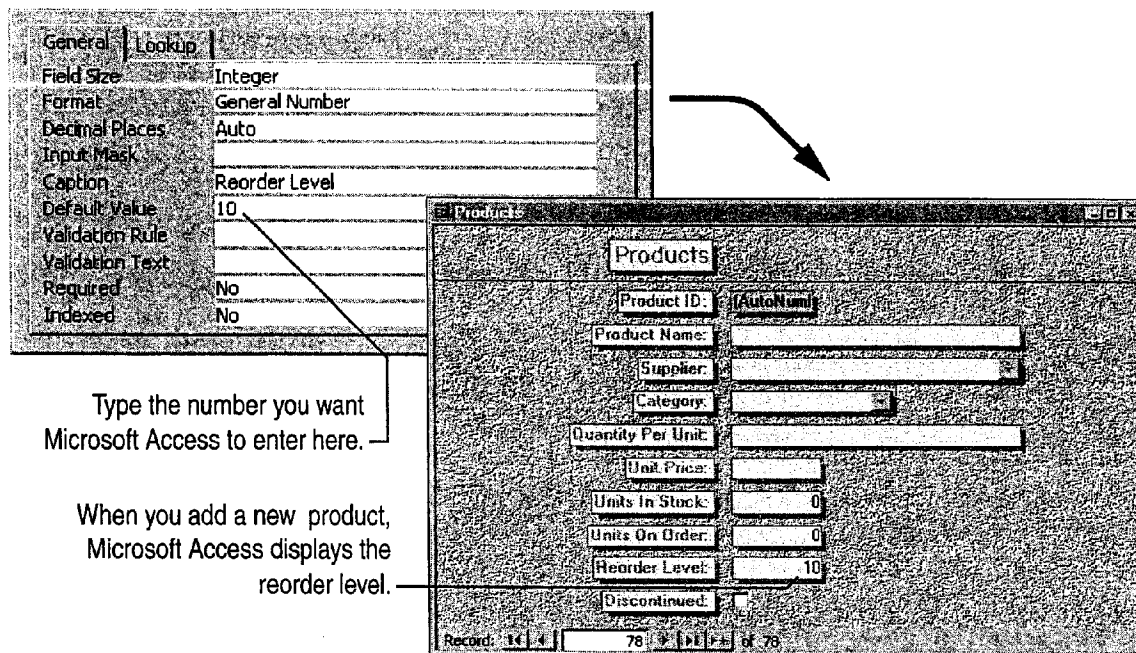 General Lookup
Field Size Integer
Format General Number
Decimal Places Auto
Input Mask
Caption Reorder Level
Default Value 10
Validation Rule
Validation Text
Required No
Indexed No
Type the number you want
Microsoft Access to enter here.
When you add a new product,
Microsoft Access displays the
reorder level.
Products
Products
Product ID: (AutoNum
Product Name:
Supplier:
Category:
Quantity Per Unit:
Unit Price:
Units In Stock: 0
Units On Order: 0
Reorder Level: 10
Discontinued:
Record: 78 of 78